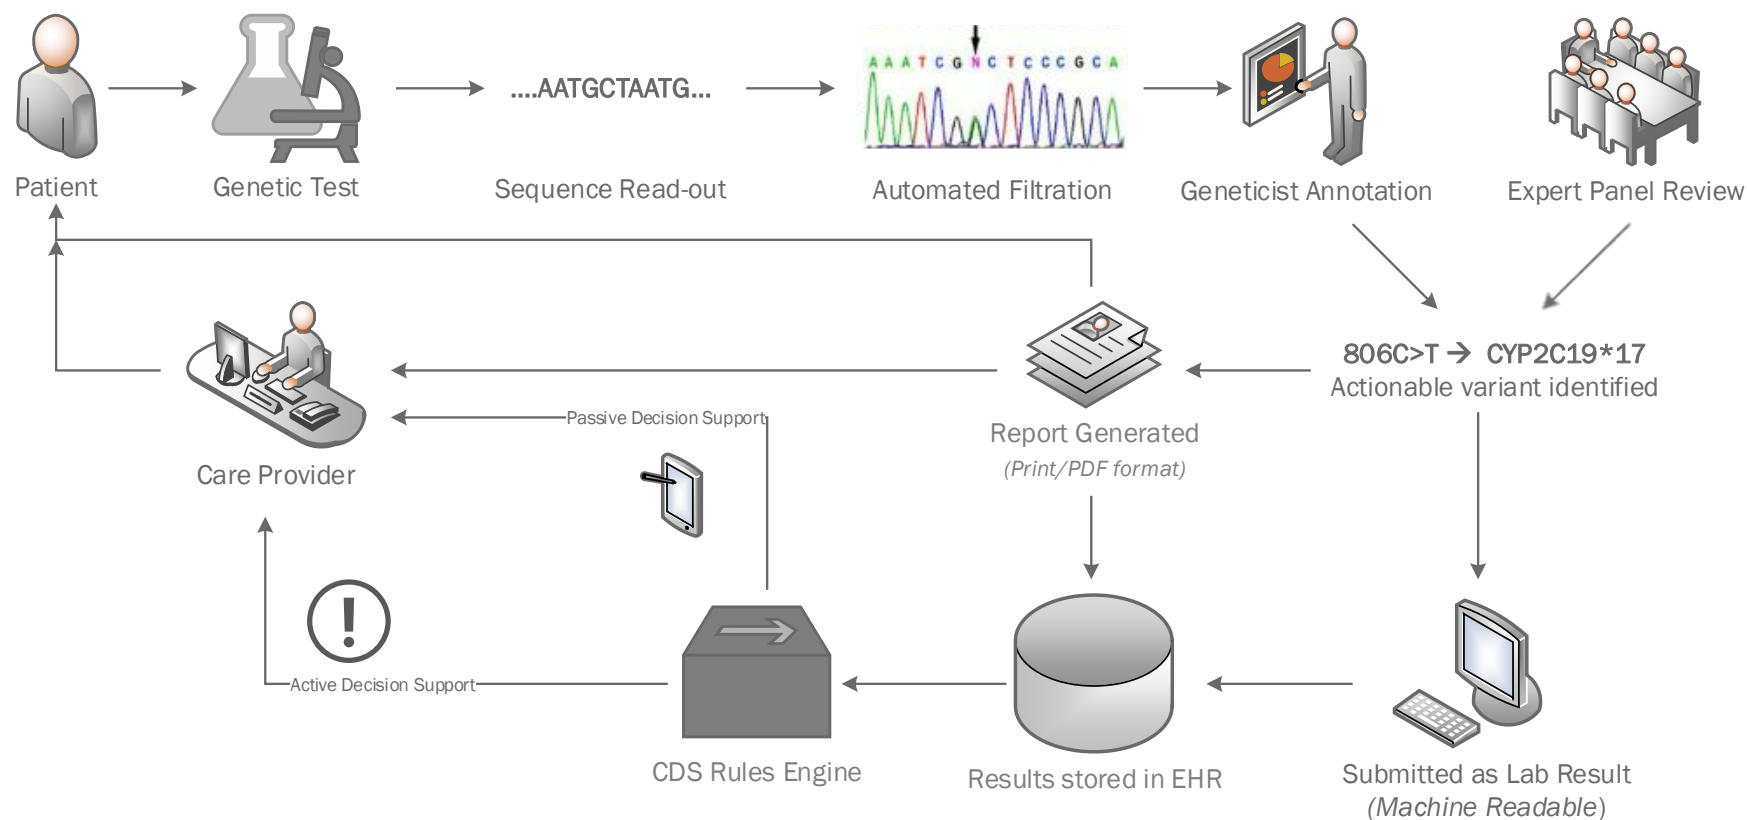 ....AATGCTAATG...
A A A T C G N C T C C C G C A
Patient
Genetic Test
Sequence Read-out
Automated Filtration
Geneticist Annotation
Expert Panel Review
806C>T → CYP2C19*17
Actionable variant identified
Passive Decision Support
Report Generated
(Print/PDF format)
Care Provider
!
Active Decision Support
CDS Rules Engine
Results stored in EHR
Submitted as Lab Result
(Machine Readable)